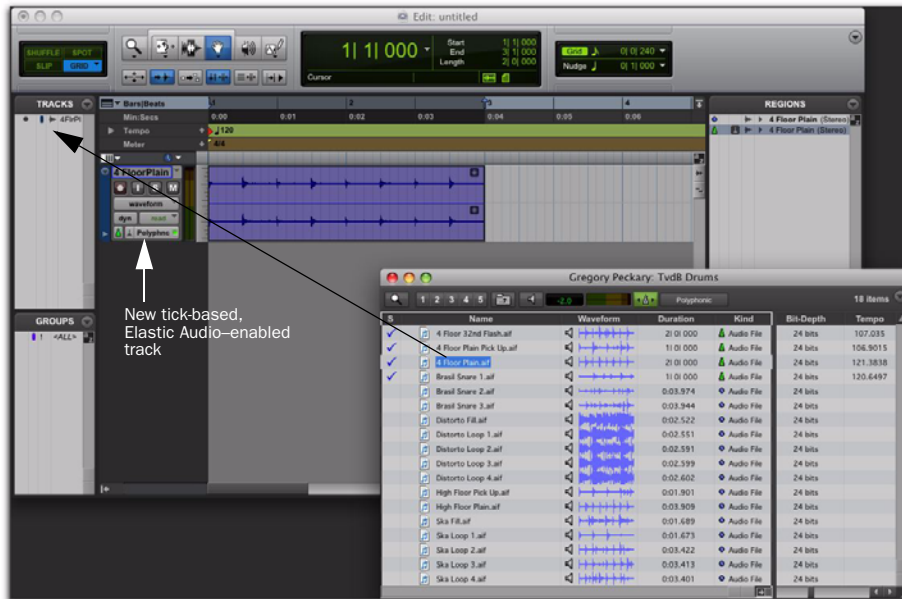 Edit: untitled
SHUFFLE SPOT
SLIP GRID
1| 1| 000
Start 1| 1| 000
End 3| 1| 000
Length 2| 0| 000
Cursor
Grid 0| 0| 240
Nudge 0| 1| 000
TRACKS
4FlrPl
Bars|Beats 1 2 3 4
Min:Secs 0:00 0:01 0:02 0:03 0:04 0:05 0:06
Tempo 120
Meter 4/4
4 FloorPlain
I S M
waveform
dyn read
Polyphnc
REGIONS
4 Floor Plain (Stereo)
4 Floor Plain (Stereo)
New tick-based,
Elastic Audio–enabled
track
GROUPS
! <ALL>
Gregory Peckary: TvdB Drums
1 2 3 4 5 -2.0 Polyphonic 18 items
S Name Waveform Duration Kind Bit-Depth Tempo
4 Floor 32nd Flash.aif 2| 0| 000 Audio File 24 bits 107.035
4 Floor Plain Pick Up.aif 1| 0| 000 Audio File 24 bits 106.9015
4 Floor Plain.aif 2| 0| 000 Audio File 24 bits 121.3838
Brasil Snare 1.aif 1| 0| 000 Audio File 24 bits 120.6497
Brasil Snare 2.aif 0:03.974 Audio File 24 bits
Brasil Snare 3.aif 0:03.944 Audio File 24 bits
Distorto Fill.aif 0:02.522 Audio File 24 bits
Distorto Loop 1.aif 0:02.551 Audio File 24 bits
Distorto Loop 2.aif 0:02.591 Audio File 24 bits
Distorto Loop 3.aif 0:02.599 Audio File 24 bits
Distorto Loop 4.aif 0:02.602 Audio File 24 bits
High Floor Pick Up.aif 0:01.901 Audio File 24 bits
High Floor Plain.aif 0:03.909 Audio File 24 bits
Ska Fill.aif 0:01.689 Audio File 24 bits
Ska Loop 1.aif 0:01.673 Audio File 24 bits
Ska Loop 2.aif 0:03.422 Audio File 24 bits
Ska Loop 3.aif 0:03.413 Audio File 24 bits
Ska Loop 4.aif 0:03.401 Audio File 24 bits